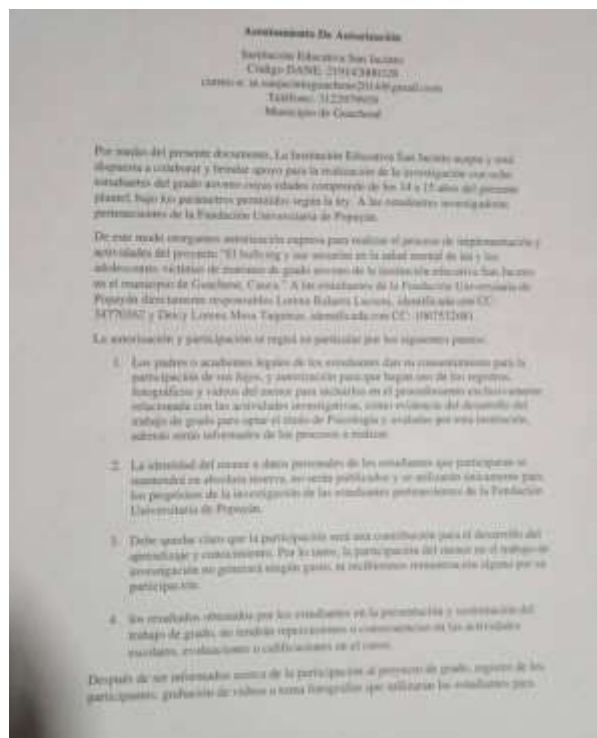 Asentamiento De Autorización
Institución Educativa San Jacinto
Código DANE:
Teléfono:
Municipio de Guachené
Por medio del presente documento, La Institución Educativa San Jacinto acepta y está
dispuesta a colaborar y brindar apoyo para la realización de la investigación con ocho
estudiantes del grado noveno cuyas edades comprende de los 14 a 15 años del presente
plantel, bajo los parámetros permitidos según la ley. A las estudiantes investigadoras
pertenecientes de la Fundación Universitaria de Popayán.
De este modo otorgamos autorización expresa para realizar el proceso de implementación y
actividades del proyecto "El bullying y sus secuelas en la salud mental de las y los
adolescentes víctimas de grado noveno de la institución educativa San Jacinto
en el municipio de Guachené, Cauca." A las estudiantes de la Fundación Universitaria de
Popayán directamente responsables Lorena Balanta Lucumí, identificada con CC:
y Deicy Lorena Mesa Taquinas, identificada con CC:
La autorización y participación se regirá en particular por los siguientes puntos:
1. Los padres o acudientes legales de los estudiantes dan su consentimiento para la
participación de sus hijos, y autorización para que hagan uso de los registros,
fotográficos y videos del menor para incluirlos en el procedimiento exclusivamente
relacionada con las actividades investigativas, como evidencia del desarrollo del
trabajo de grado para optar el título de Psicología y avaladas por esta institución,
además serán informados de los procesos a realizar.
2. La identidad del menor o datos personales de los estudiantes que participaran se
mantendrá en absoluta reserva, no serán publicados y se utilizarán únicamente para
los propósitos de la investigación de las estudiantes pertenecientes de la Fundación
Universitaria de Popayán.
3. Debe quedar claro que la participación será una contribución para el desarrollo del
aprendizaje y conocimiento. Por lo tanto, la participación del menor en el trabajo de
investigación no generará ningún gasto, ni recibiremos remuneración alguna por su
participación.
4. los resultados obtenidos por los estudiantes en la presentación y sustentación del
trabajo de grado, no tendrán repercusiones o consecuencias en las actividades
escolares, evaluaciones o calificaciones en el curso.
Después de ser informados acerca de la participación al proyecto de grado, registro de los
participantes, grabación de videos o toma fotografías que utilizaran las estudiantes para